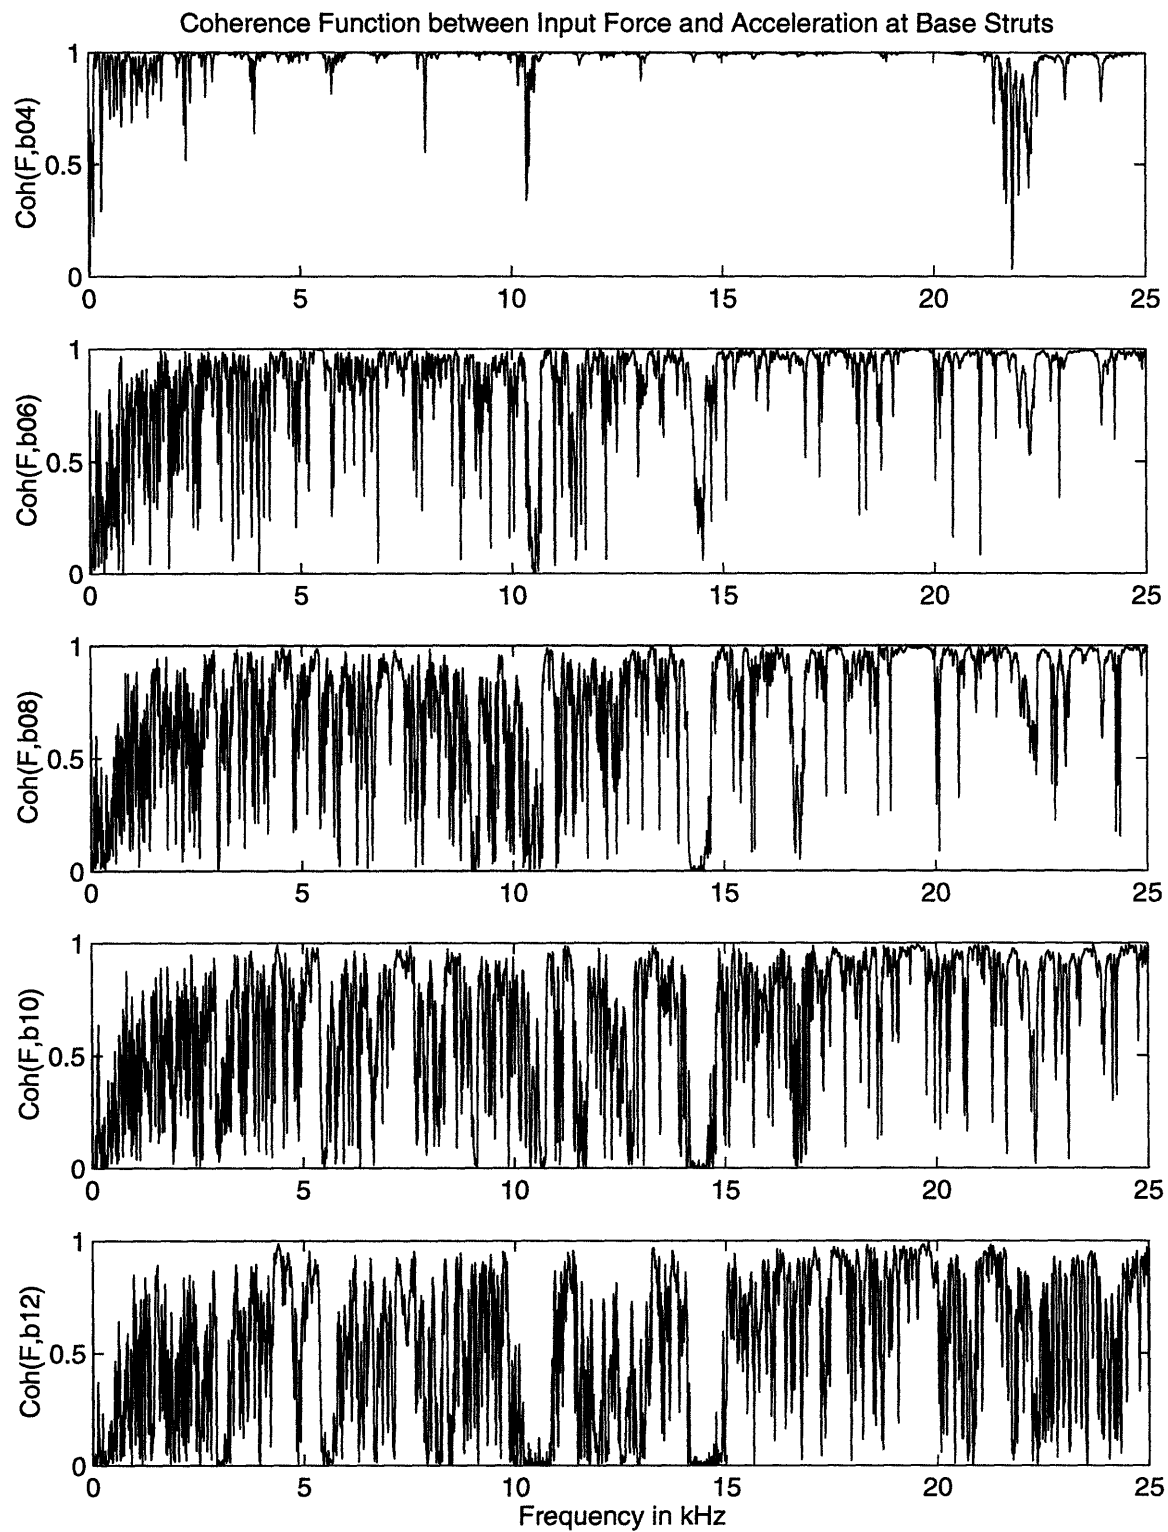 Coherence Function between Input Force and Acceleration at Base Struts
1
Coh(F,b04)
0.5
0
0 5 10 15 20 25
1
Coh(F,b06)
0.5
0
0 5 10 15 20 25
1
Coh(F,b08)
0.5
0
0 5 10 15 20 25
1
Coh(F,b10)
0.5
0
0 5 10 15 20 25
1
Coh(F,b12)
0.5
0
0 5 10 15 20 25
Frequency in kHz